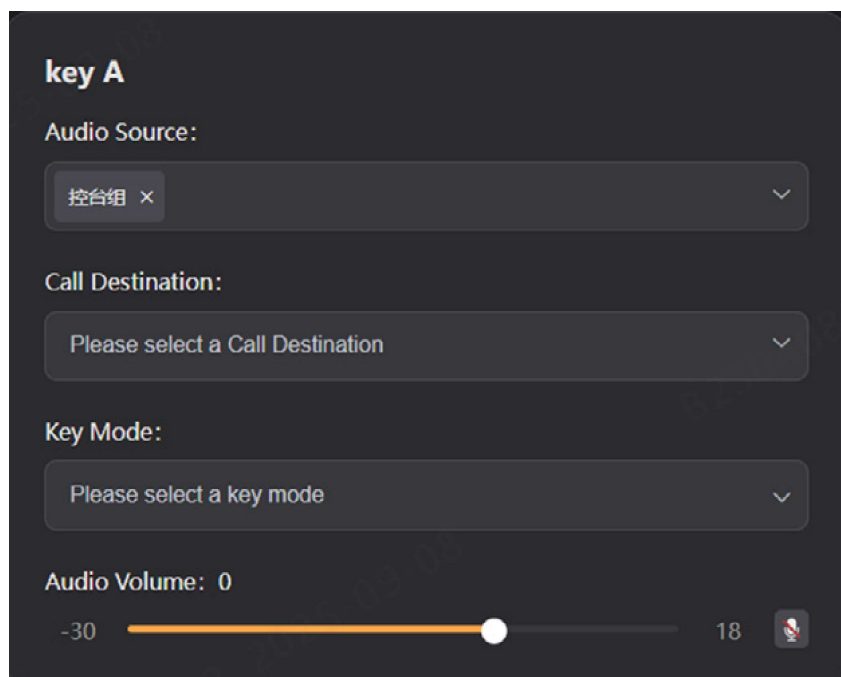 key A
Audio Source:
控台组 ×
Call Destination:
Please select a Call Destination
Key Mode:
Please select a key mode
Audio Volume: 0
-30 18